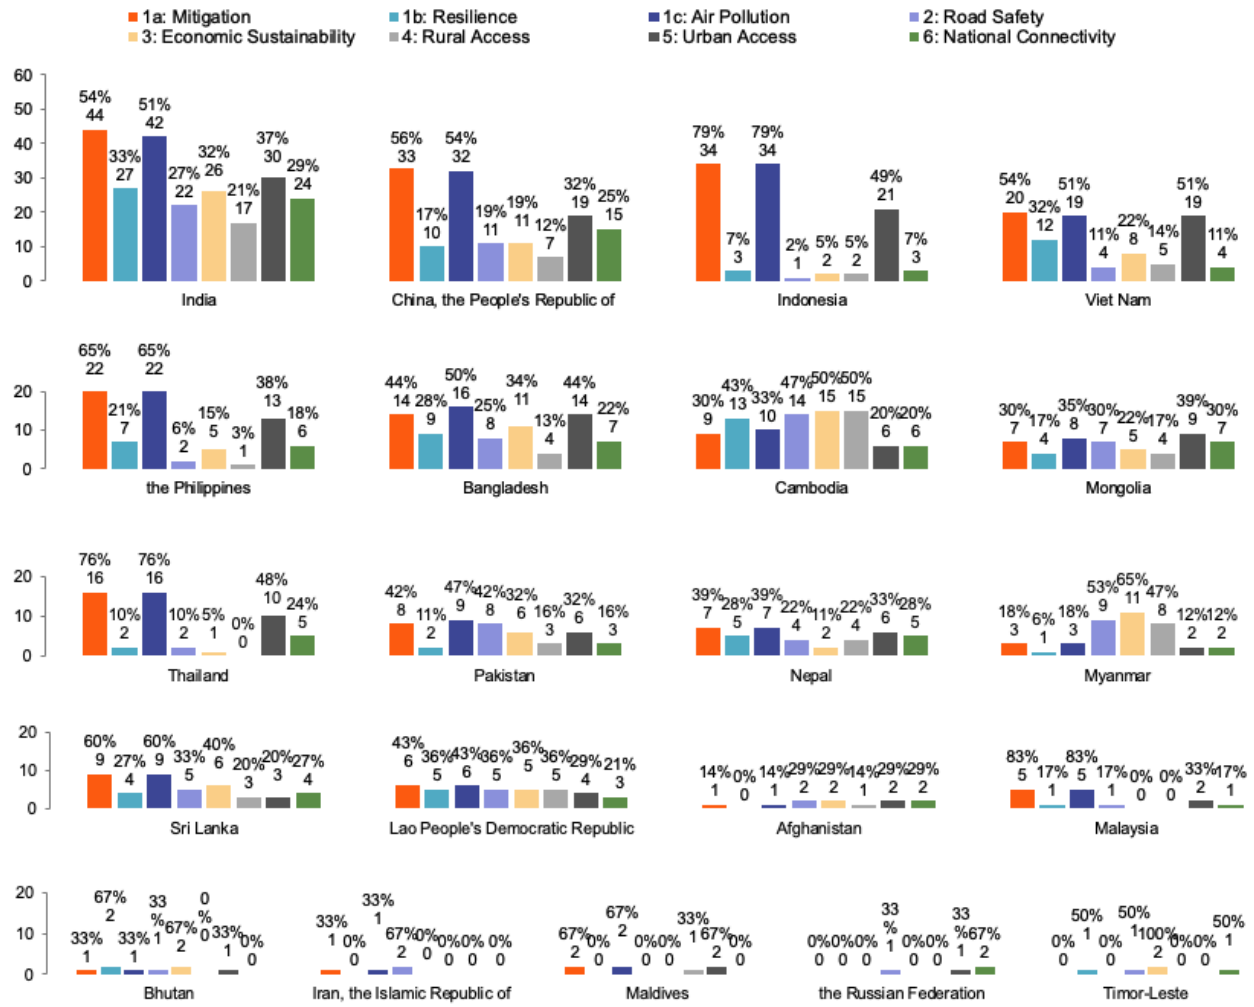 1a: Mitigation 1b: Resilience 1c: Air Pollution 2: Road Safety
3: Economic Sustainability 4: Rural Access 5: Urban Access 6: National Connectivity
60
50
40
30
20
10
0
54% 33% 51% 27% 32% 21% 37% 29%
44 27 42 22 26 17 30 24
India
56% 17% 54% 19% 19% 12% 32% 25%
33 10 32 11 11 7 19 15
China, the People's Republic of
79% 7% 79% 2% 5% 5% 49% 7%
34 3 34 1 2 2 21 3
Indonesia
54% 32% 51% 11% 22% 14% 51% 11%
20 12 19 4 8 5 19 4
Viet Nam
20
10
0
65% 21% 65% 6% 15% 3% 38% 18%
22 7 22 2 5 1 13 6
the Philippines
44% 28% 50% 25% 34% 13% 44% 22%
14 9 16 8 11 4 14 7
Bangladesh
30% 43% 33% 47% 50% 50% 20% 20%
9 13 10 14 15 15 6 6
Cambodia
30% 17% 35% 30% 22% 17% 39% 30%
7 4 8 7 5 4 9 7
Mongolia
20
10
0
76% 10% 76% 10% 5% 0% 48% 24%
16 2 16 2 1 0 10 5
Thailand
42% 11% 47% 42% 32% 16% 32% 16%
8 2 9 8 6 3 6 3
Pakistan
39% 28% 39% 22% 11% 22% 33% 28%
7 5 7 4 2 4 6 5
Nepal
18% 6% 18% 53% 65% 47% 12% 12%
3 1 3 9 11 8 2 2
Myanmar
20
10
0
60% 27% 60% 33% 40% 20% 20% 27%
9 4 9 5 6 3 3 4
Sri Lanka
43% 36% 43% 36% 36% 36% 29% 21%
6 5 6 5 5 5 4 3
Lao People's Democratic Republic
14% 0% 14% 29% 29% 14% 29% 29%
1 0 1 2 2 1 2 2
Afghanistan
83% 17% 83% 17% 0% 0% 33% 17%
5 1 5 1 0 0 2 1
Malaysia
20
10
0
33% 67% 33% 33% 67% 0% 33% 0%
1 2 1 1 2 0 1 0
Bhutan
33% 0% 33% 67% 0% 0% 0% 0%
1 0 1 2 0 0 0 0
Iran, the Islamic Republic of
67% 0% 67% 0% 0% 33% 67% 0%
2 0 2 0 0 1 2 0
Maldives
0% 0% 0% 33% 0% 0% 33% 67%
0 0 0 1 0 0 1 2
the Russian Federation
0% 50% 0% 50% 100% 0% 0% 50%
0 1 0 1 2 0 0 1
Timor-Leste